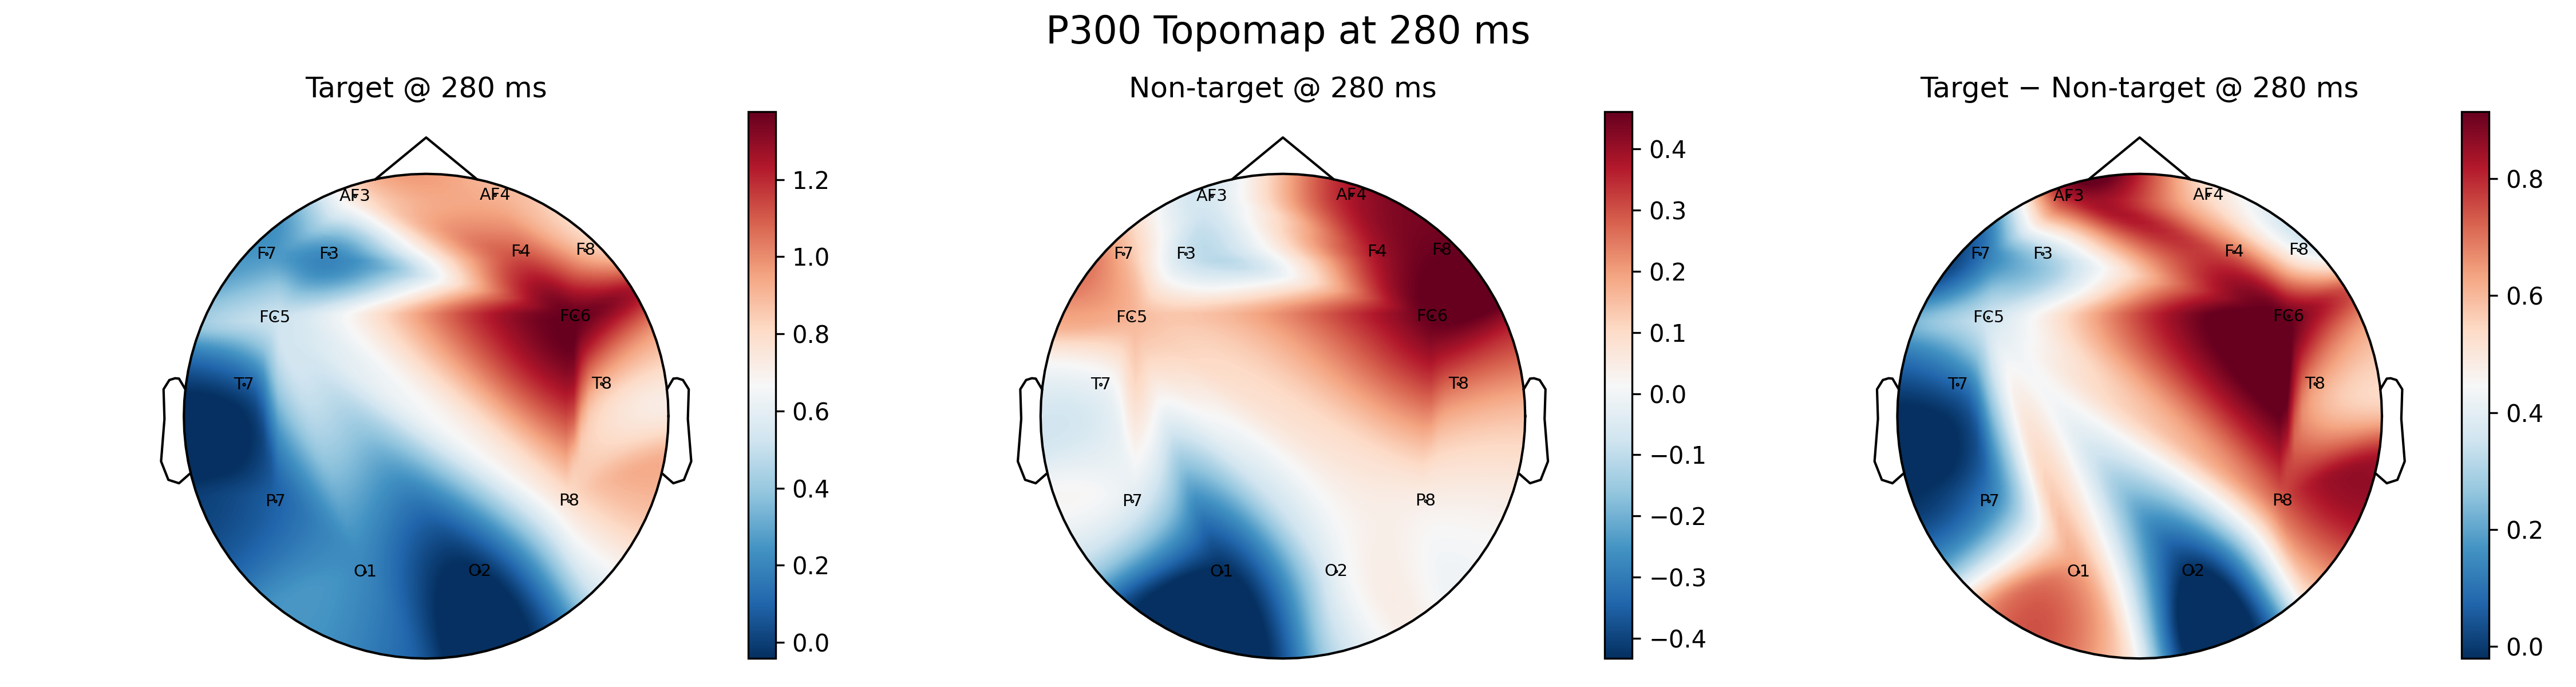 P300 Topomap at 280 ms
Target @ 280 ms
AF3
AF4
F7
F3
F4
F8
FC5
FC6
T7
T8
P7
P8
O1
O2
1.2
1.0
0.8
0.6
0.4
0.2
0.0
Non-target @ 280 ms
AF3
AF4
F7
F3
F4
F8
FC5
FC6
T7
T8
P7
P8
O1
O2
0.4
0.3
0.2
0.1
0.0
−0.1
−0.2
−0.3
−0.4
Target − Non-target @ 280 ms
AF3
AF4
F7
F3
F4
F8
FC5
FC6
T7
T8
P7
P8
O1
O2
0.8
0.6
0.4
0.2
0.0